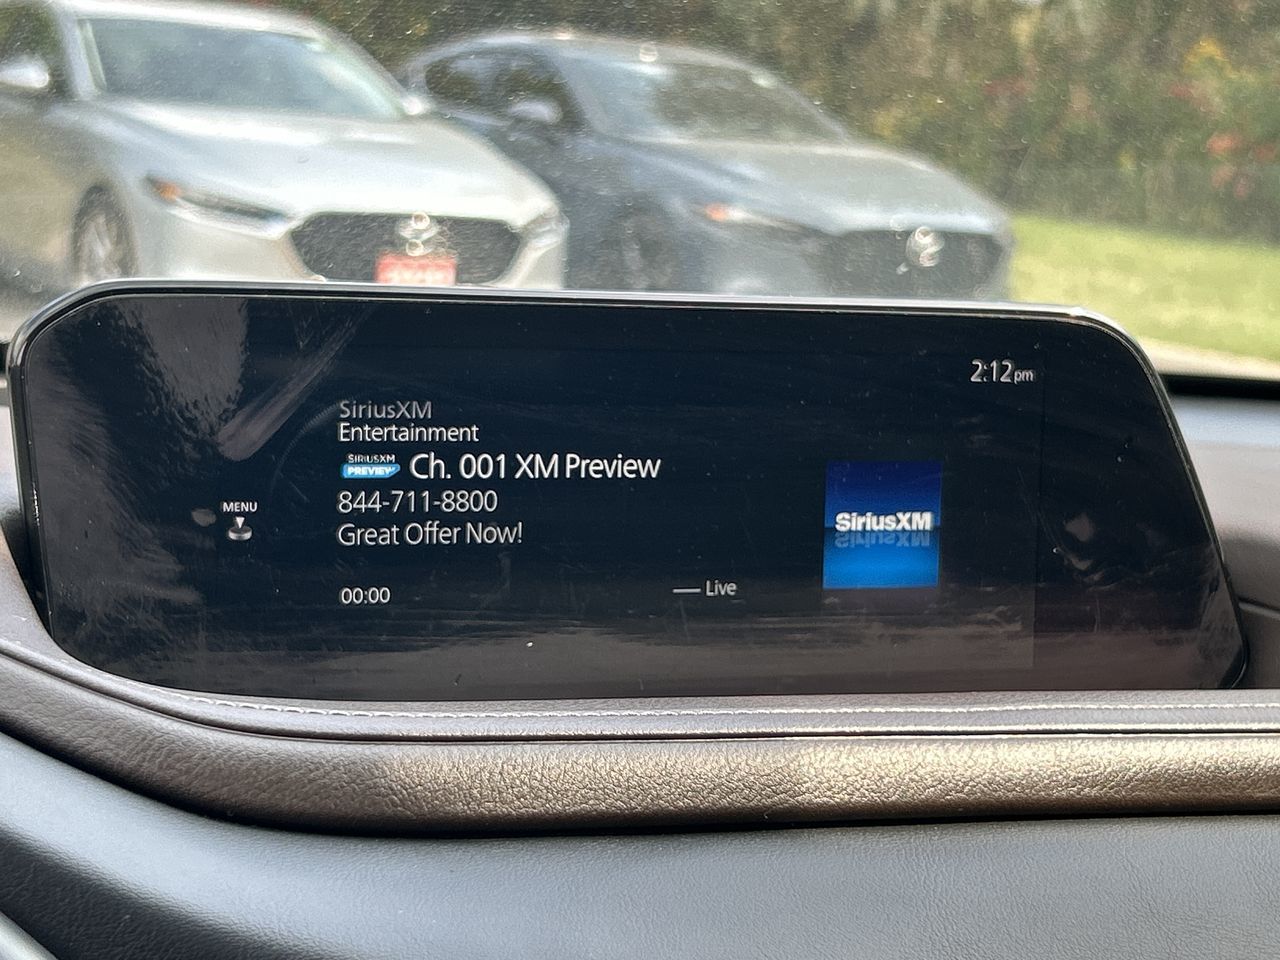 2:12pm
SiriusXM
Entertainment
SIRIUSXM
PREVIEW
Ch. 001 XM Preview
844-711-8800
Great Offer Now!
MENU
SiriusXM
00:00
Live